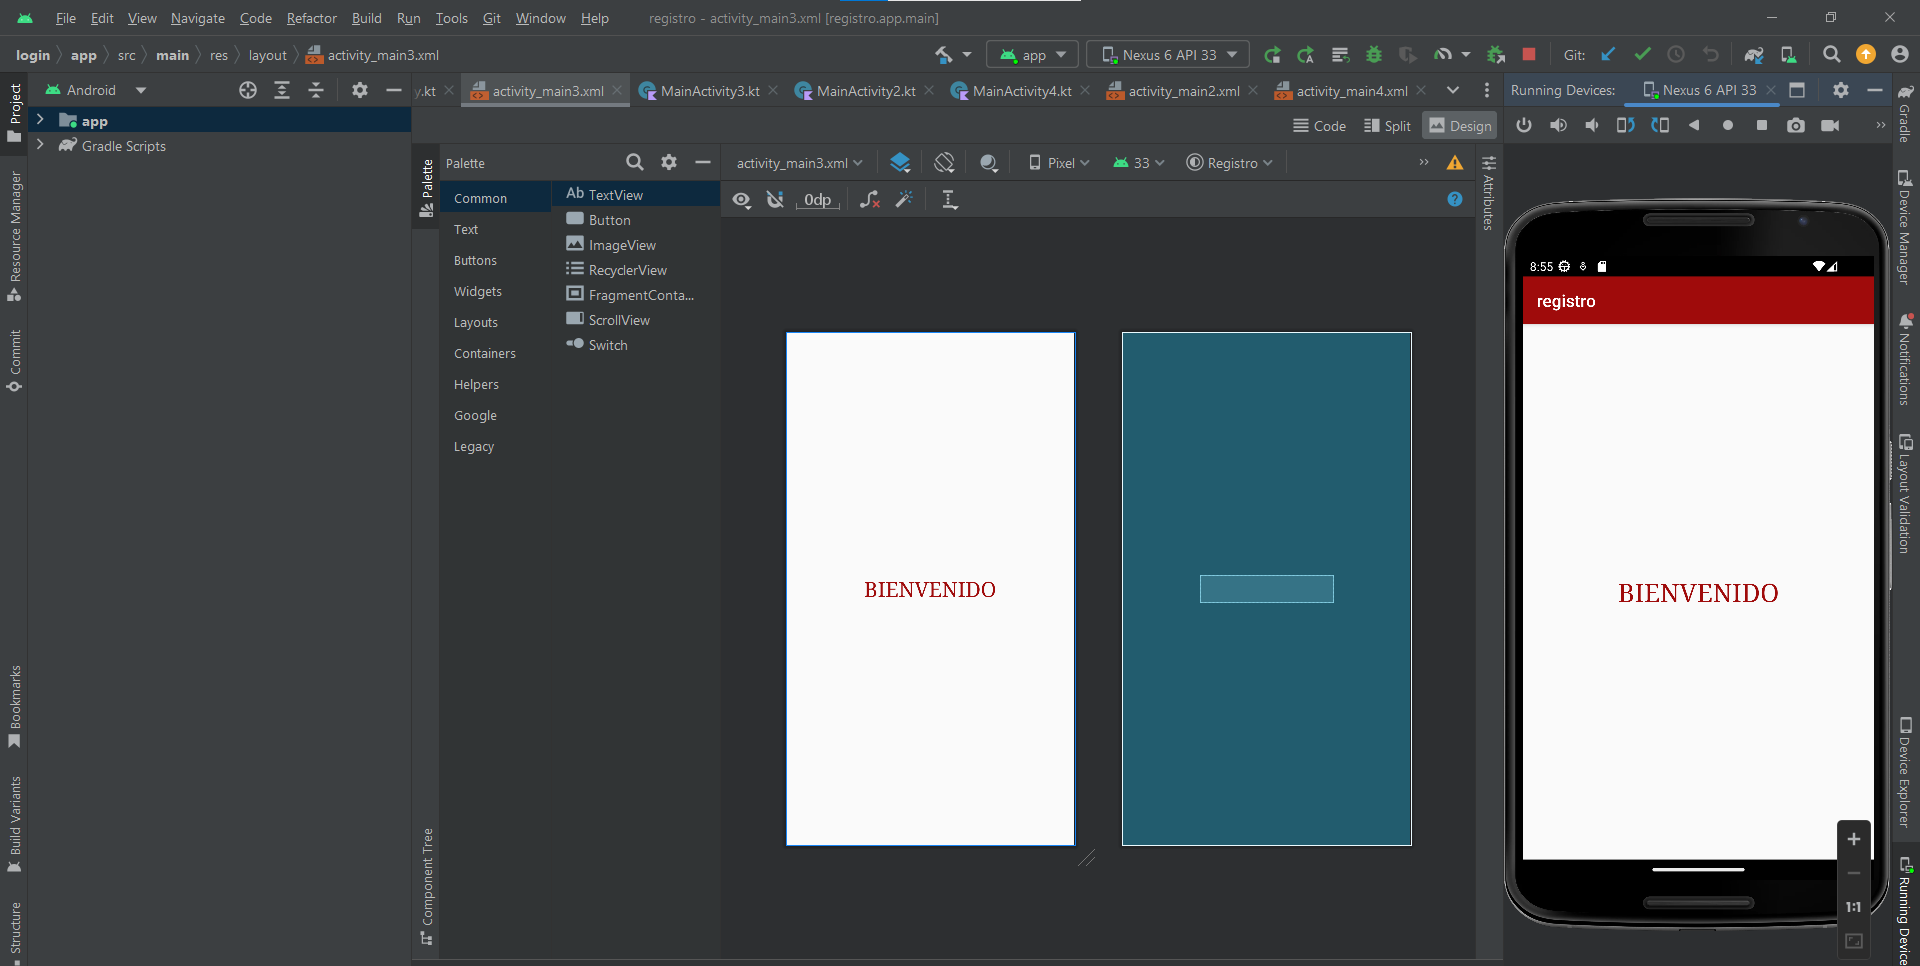 File Edit View Navigate Code Refactor Build Run Tools Git Window Help registro - activity_main3.xml [registro.app.main]
login app src main res layout activity_main3.xml app Nexus 6 API 33 Git:
Android y.kt activity_main3.xml MainActivity3.kt MainActivity2.kt MainActivity4.kt activity_main2.xml activity_main4.xml Running Devices: Nexus 6 API 33
app
Gradle Scripts
Code Split Design
Palette
activity_main3.xml Pixel 33 Registro
0dp
Common
Text
Buttons
Widgets
Layouts
Containers
Helpers
Google
Legacy
Ab TextView
Button
ImageView
RecyclerView
FragmentConta...
ScrollView
Switch
BIENVENIDO
8:55
registro
BIENVENIDO
1:1
Project
Resource Manager
Commit
Bookmarks
Build Variants
Structure
Palette
Component Tree
Attributes
Gradle
Device Manager
Notifications
Layout Validation
Device Explorer
Running Device